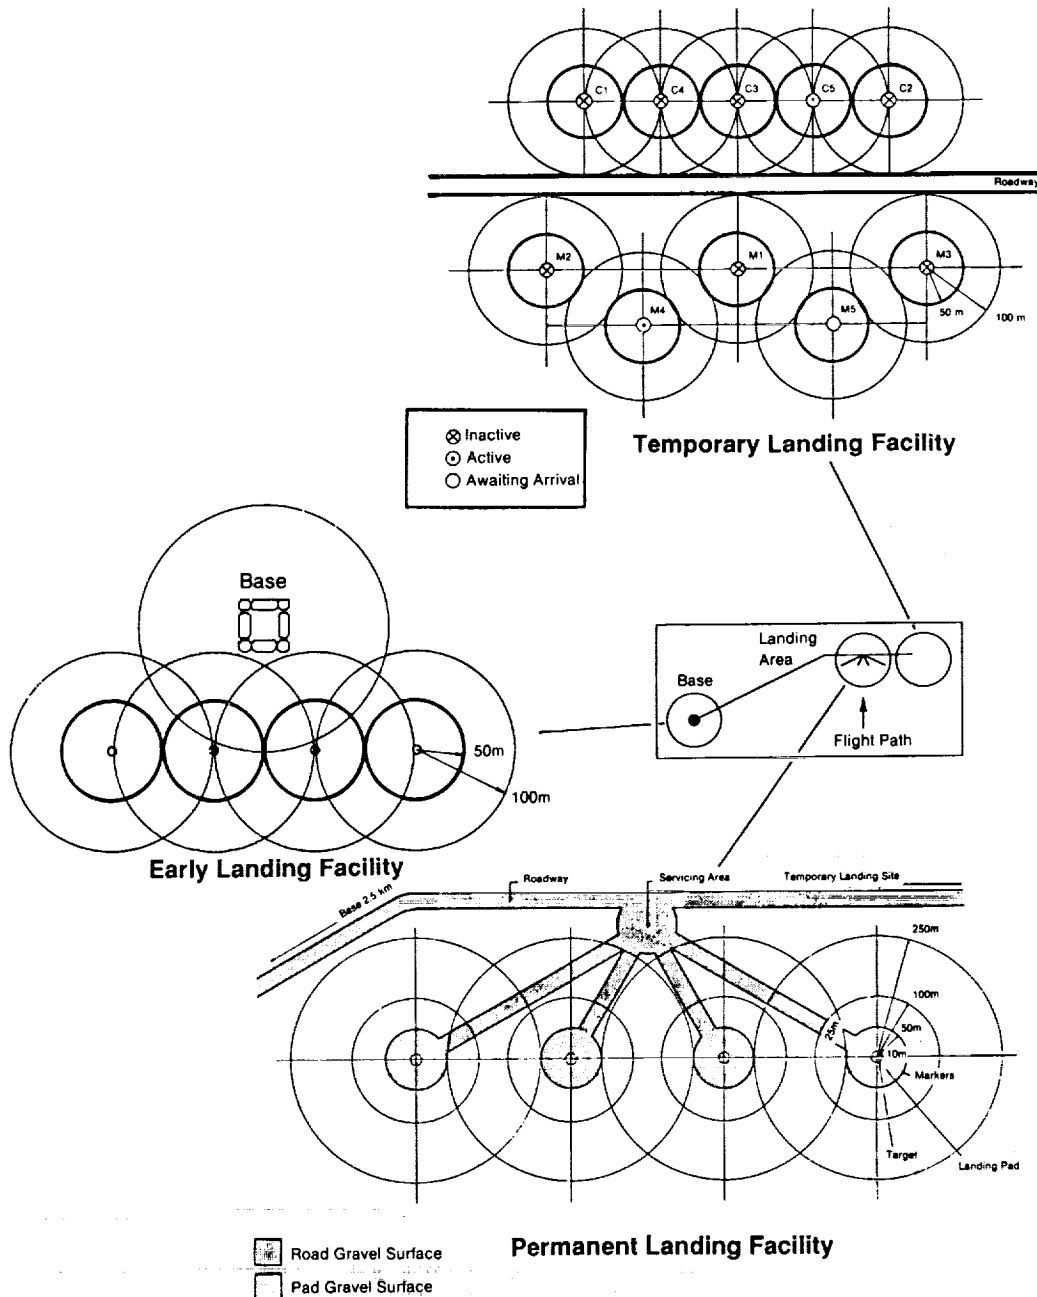 C1
C4
C3
C5
C2
Roadway
M2
M1
M3
M4
M5
50 m
100 m
Inactive
Active
Awaiting Arrival
Temporary Landing Facility
Base
50m
100m
Early Landing Facility
Landing
Area
Base
Flight Path
Base 2.5 km
Roadway
Servicing Area
Temporary Landing Site
250m
100m
50m
10m
25m
Markers
Target
Landing Pad
Road Gravel Surface
Pad Gravel Surface
Permanent Landing Facility